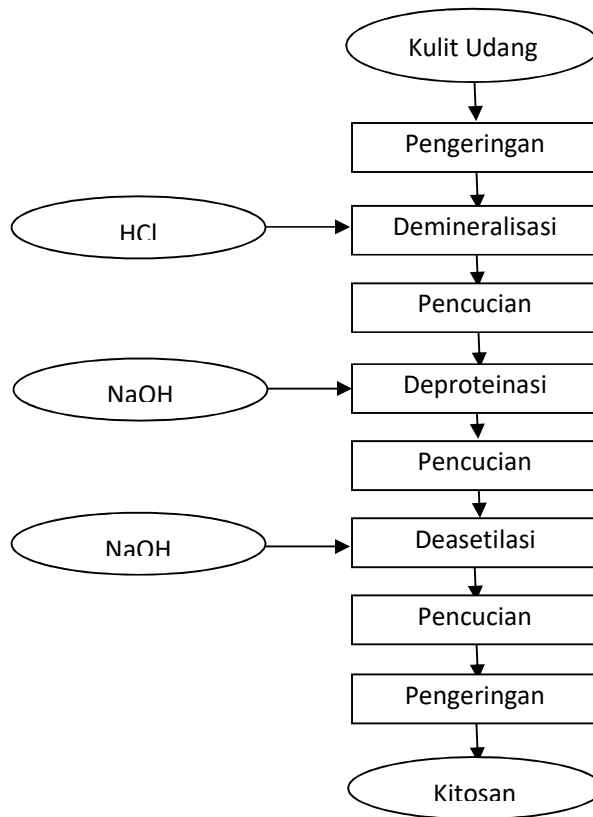 Kulit Udang
Pengeringan
HCl
Demineralisasi
Pencucian
NaOH
Deproteinasi
Pencucian
NaOH
Deasetilasi
Pencucian
Pengeringan
Kitosan